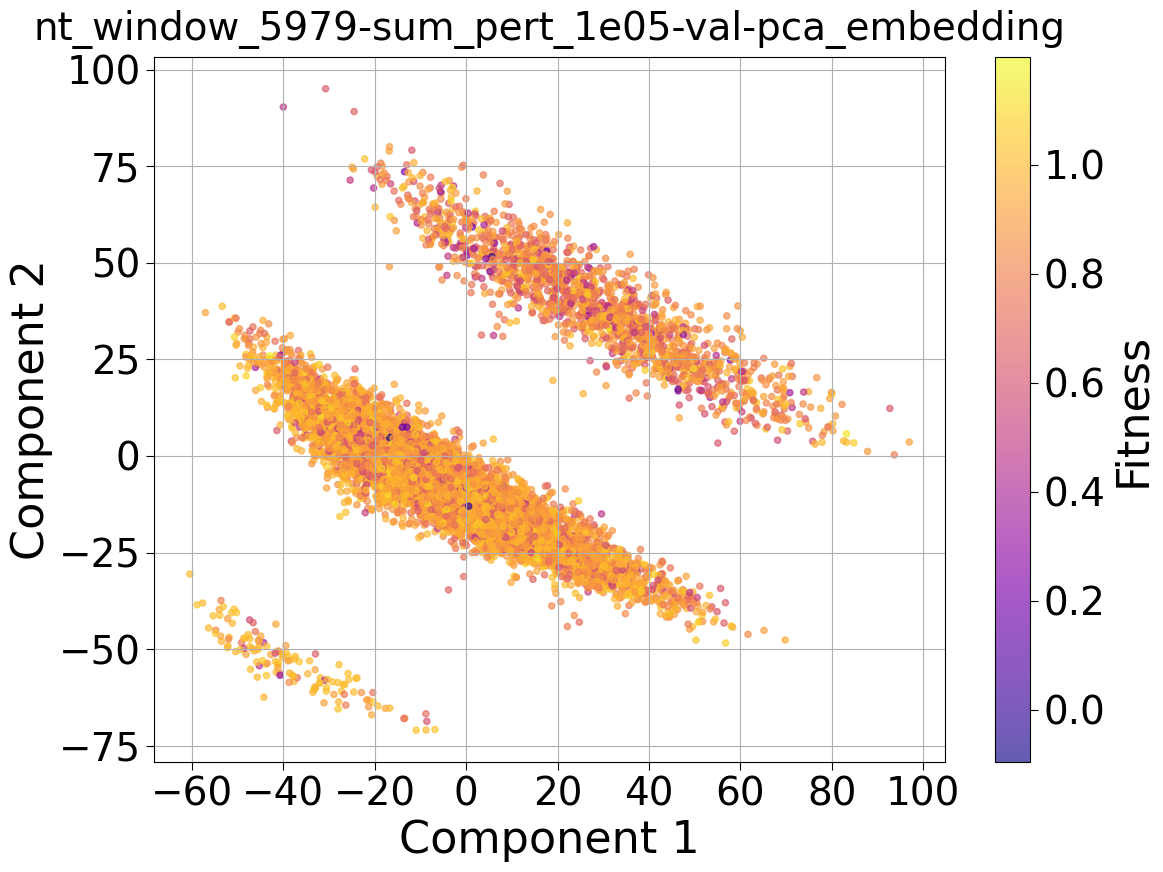 nt_window_5979-sum_pert_1e05-val-pca_embedding
100
75
50
25
0
−25
−50
−75
Component 2
−60 −40 −20 0 20 40 60 80 100
Component 1
1.0
0.8
0.6
0.4
0.2
0.0
Fitness